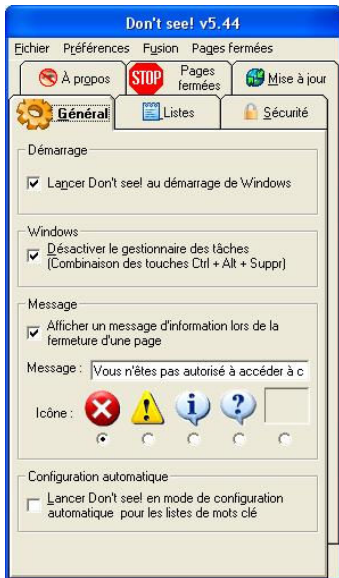 Don't see! v5.44
Fichier Préférences Fusion Pages fermées
À propos
STOP
Pages
fermées
Mise à jour
Général
Listes
Sécurité
Démarrage
Lancer Don't see! au démarrage de Windows
Windows
Désactiver le gestionnaire des tâches
(Combinaison des touches Ctrl + Alt + Suppr)
Message
Afficher un message d'information lors de la
fermeture d'une page
Message : Vous n'êtes pas autorisé à accéder à c
Icône :
Configuration automatique
Lancer Don't see! en mode de configuration
automatique pour les listes de mots clé